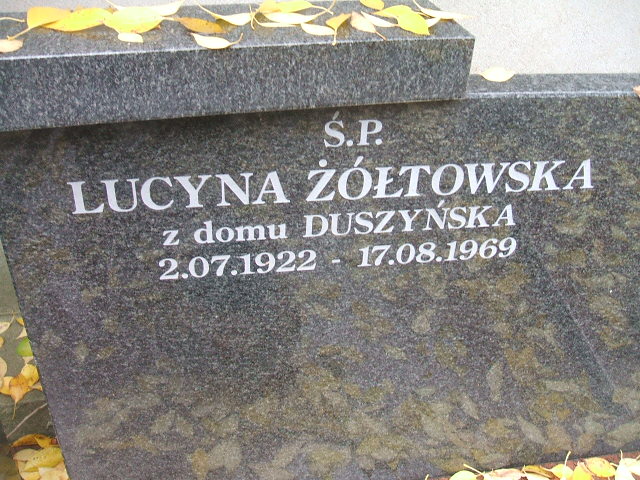 Ś.P.
LUCYNA ŻÓŁTOWSKA
z domu DUSZYŃSKA
2.07.1922 - 17.08.1969